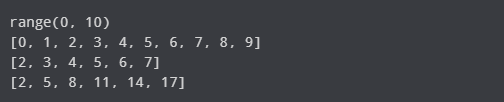 range(0, 10)
[0, 1, 2, 3, 4, 5, 6, 7, 8, 9]
[2, 3, 4, 5, 6, 7]
[2, 5, 8, 11, 14, 17]